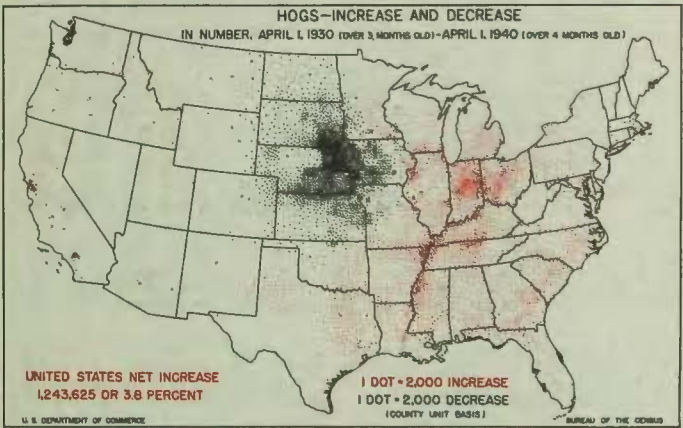 HOGS-INCREASE AND DECREASE
IN NUMBER, APRIL 1, 1930 (OVER 3 MONTHS OLD)-APRIL 1, 1940 (OVER 4 MONTHS OLD)
UNITED STATES NET INCREASE
1,243,625 OR 3.8 PERCENT
1 DOT = 2,000 INCREASE
1 DOT = 2,000 DECREASE
(COUNTY UNIT BASIS)
U. S. DEPARTMENT OF COMMERCE
BUREAU OF THE CENSUS